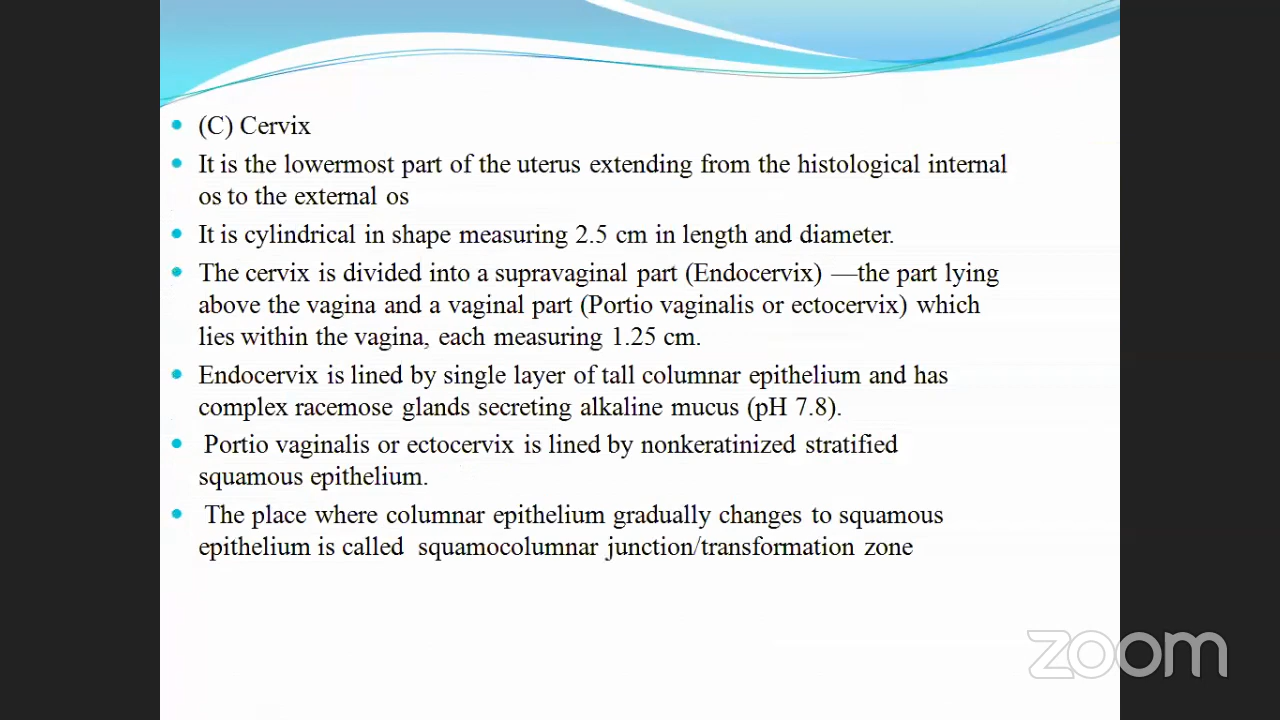 (C) Cervix
It is the lowermost part of the uterus extending from the histological internal
os to the external os
It is cylindrical in shape measuring 2.5 cm in length and diameter.
The cervix is divided into a supravaginal part (Endocervix) —the part lying
above the vagina and a vaginal part (Portio vaginalis or ectocervix) which
lies within the vagina, each measuring 1.25 cm.
Endocervix is lined by single layer of tall columnar epithelium and has
complex racemose glands secreting alkaline mucus (pH 7.8).
Portio vaginalis or ectocervix is lined by nonkeratinized stratified
squamous epithelium.
The place where columnar epithelium gradually changes to squamous
epithelium is called squamocolumnar junction/transformation zone
zoom